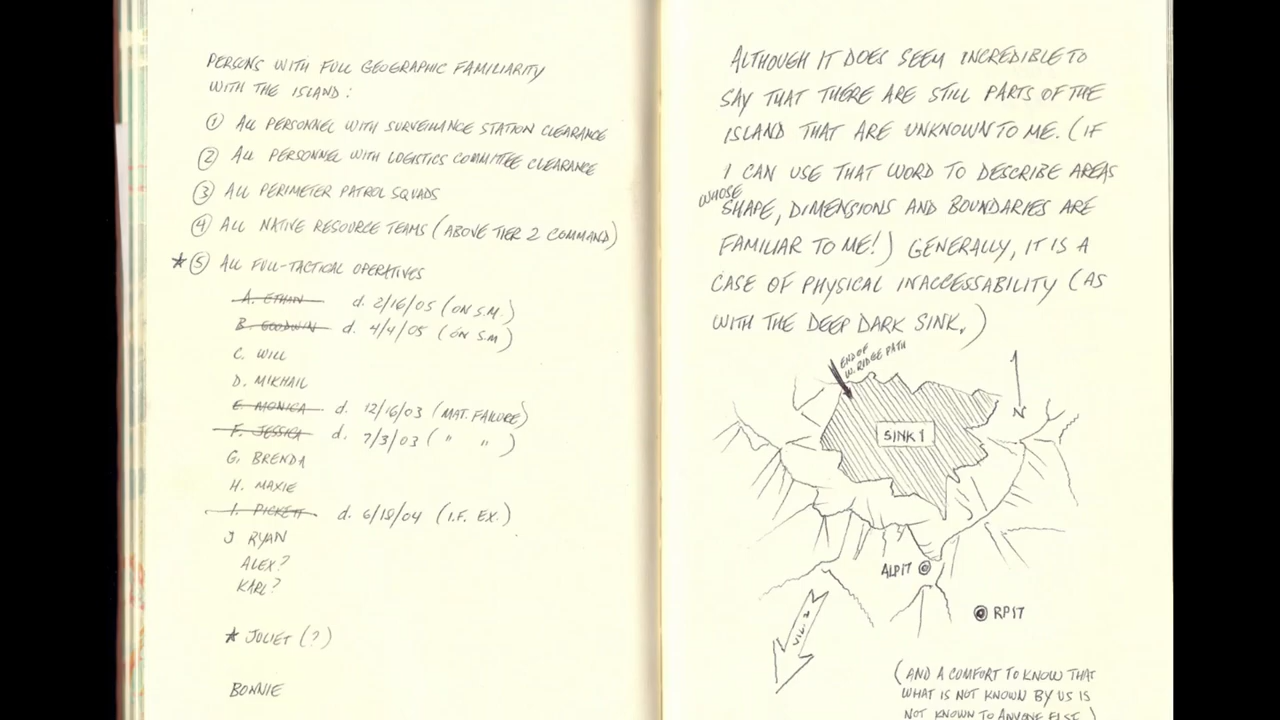 PERSONS WITH FULL GEOGRAPHIC FAMILIARITY
WITH THE ISLAND:
① ALL PERSONNEL WITH SURVEILLANCE STATION CLEARANCE
② ALL PERSONNEL WITH LOGISTICS COMMITTEE CLEARANCE
③ ALL PERIMETER PATROL SQUADS
④ ALL NATIVE RESOURCE TEAMS (ABOVE TIER 2 COMMAND)
★⑤ ALL FULL-TACTICAL OPERATIVES
A. ETHAN d. 2/16/05 (ON S.M.)
B. GOODWIN d. 4/4/05 (ON S.M)
C. WILL
D. MIKHAIL
E. MONICA d. 12/16/03 (MAT. FAILURE)
F. JESSICA d. 7/3/03 (" ")
G. BRENDA
H. MAXIE
I. PICKETT d. 6/18/04 (I.F. EX.)
J RYAN
ALEX?
KARL?
★ JULIET (?)
BONNIE
ALTHOUGH IT DOES SEEM INCREDIBLE TO
SAY THAT THERE ARE STILL PARTS OF THE
ISLAND THAT ARE UNKNOWN TO ME. (IF
I CAN USE THAT WORD TO DESCRIBE AREAS
WHOSE
SHAPE, DIMENSIONS AND BOUNDARIES ARE
FAMILIAR TO ME!) GENERALLY, IT IS A
CASE OF PHYSICAL INACCESSABILITY (AS
WITH THE DEEP DARK SINK.)
END OF
W. RIDGE PATH
N
SINK 1
ALPIT
RPIT
VIL. 2
(AND A COMFORT TO KNOW THAT
WHAT IS NOT KNOWN BY US IS
NOT KNOWN TO ANYONE ELSE.)